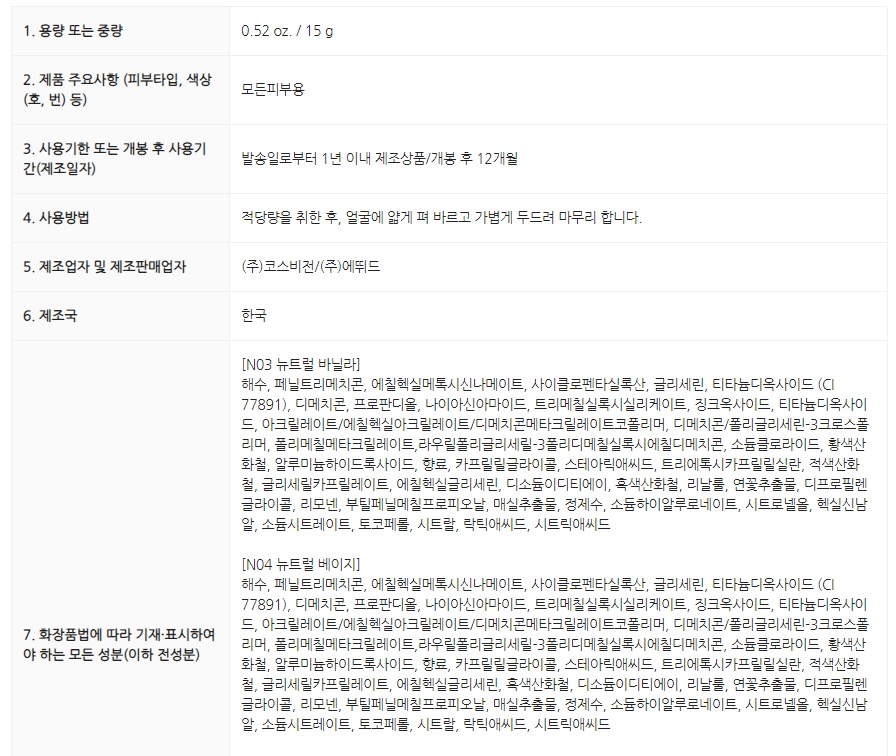 1. 용량 또는 중량
0.52 oz. / 15 g
2. 제품 주요사항 (피부타입, 색상
(호, 번) 등)
모든피부용
3. 사용기한 또는 개봉 후 사용기
간(제조일자)
발송일로부터 1년 이내 제조상품/개봉 후 12개월
4. 사용방법
적당량을 취한 후, 얼굴에 얇게 펴 바르고 가볍게 두드려 마무리 합니다.
5. 제조업자 및 제조판매업자
(주)코스비전/(주)에뛰드
6. 제조국
한국
7. 화장품법에 따라 기재·표시하여
야 하는 모든 성분(이하 전성분)
[N03 뉴트럴 바닐라]
해수, 페닐트리메치콘, 에칠헥실메톡시신나메이트, 사이클로펜타실록산, 글리세린, 티타늄디옥사이드 (CI
77891), 디메치콘, 프로판디올, 나이아신아마이드, 트리메칠실록시실리케이트, 징크옥사이드, 티타늄디옥사이
드, 아크릴레이트/에칠헥실아크릴레이트/디메치콘메타크릴레이트코폴리머, 디메치콘/폴리글리세린-3크로스폴
리머, 폴리메칠메타크릴레이트,라우릴폴리글리세릴-3폴리디메칠실록시에칠디메치콘, 소듐클로라이드, 황색산
화철, 알루미늄하이드록사이드, 향료, 카프릴릴글라이콜, 스테아릭애씨드, 트리에톡시카프릴릴실란, 적색산화
철, 글리세릴카프릴레이트, 에칠헥실글리세린, 디소듐이디티에이, 흑색산화철, 리날룰, 연꽃추출물, 디프로필렌
글라이콜, 리모넨, 부틸페닐메칠프로피오날, 매실추출물, 정제수, 소듐하이알루로네이트, 시트로넬올, 헥실신남
알, 소듐시트레이트, 토코페롤, 시트랄, 락틱애씨드, 시트릭애씨드
[N04 뉴트럴 베이지]
해수, 페닐트리메치콘, 에칠헥실메톡시신나메이트, 사이클로펜타실록산, 글리세린, 티타늄디옥사이드 (CI
77891), 디메치콘, 프로판디올, 나이아신아마이드, 트리메칠실록시실리케이트, 징크옥사이드, 티타늄디옥사이
드, 아크릴레이트/에칠헥실아크릴레이트/디메치콘메타크릴레이트코폴리머, 디메치콘/폴리글리세린-3크로스폴
리머, 폴리메칠메타크릴레이트,라우릴폴리글리세릴-3폴리디메칠실록시에칠디메치콘, 소듐클로라이드, 황색산
화철, 알루미늄하이드록사이드, 향료, 카프릴릴글라이콜, 스테아릭애씨드, 트리에톡시카프릴릴실란, 적색산화
철, 글리세릴카프릴레이트, 에칠헥실글리세린, 흑색산화철, 디소듐이디티에이, 리날룰, 연꽃추출물, 디프로필렌
글라이콜, 리모넨, 부틸페닐메칠프로피오날, 매실추출물, 정제수, 소듐하이알루로네이트, 시트로넬올, 헥실신남
알, 소듐시트레이트, 토코페롤, 시트랄, 락틱애씨드, 시트릭애씨드